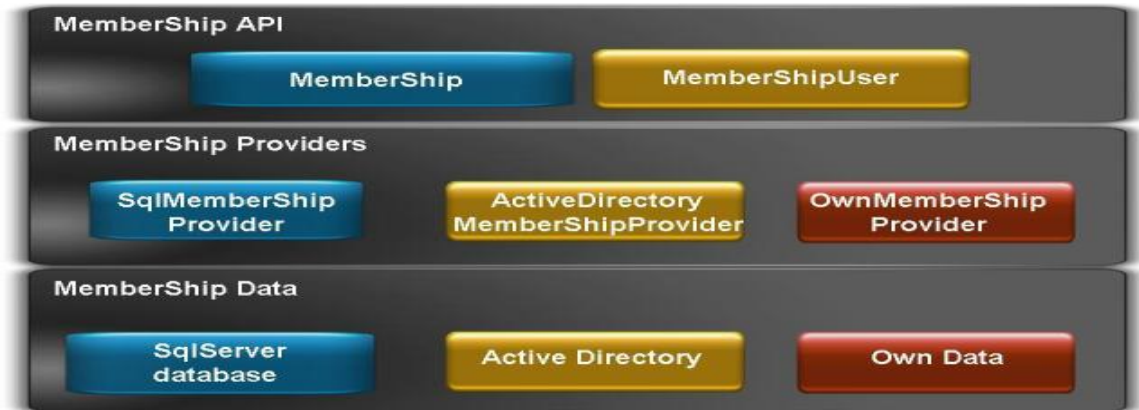 MemberShip API
MemberShip
MemberShipUser
MemberShip Providers
SqlMemberShip
Provider
ActiveDirectory
MemberShipProvider
OwnMemberShip
Provider
MemberShip Data
SqlServer
database
Active Directory
Own Data